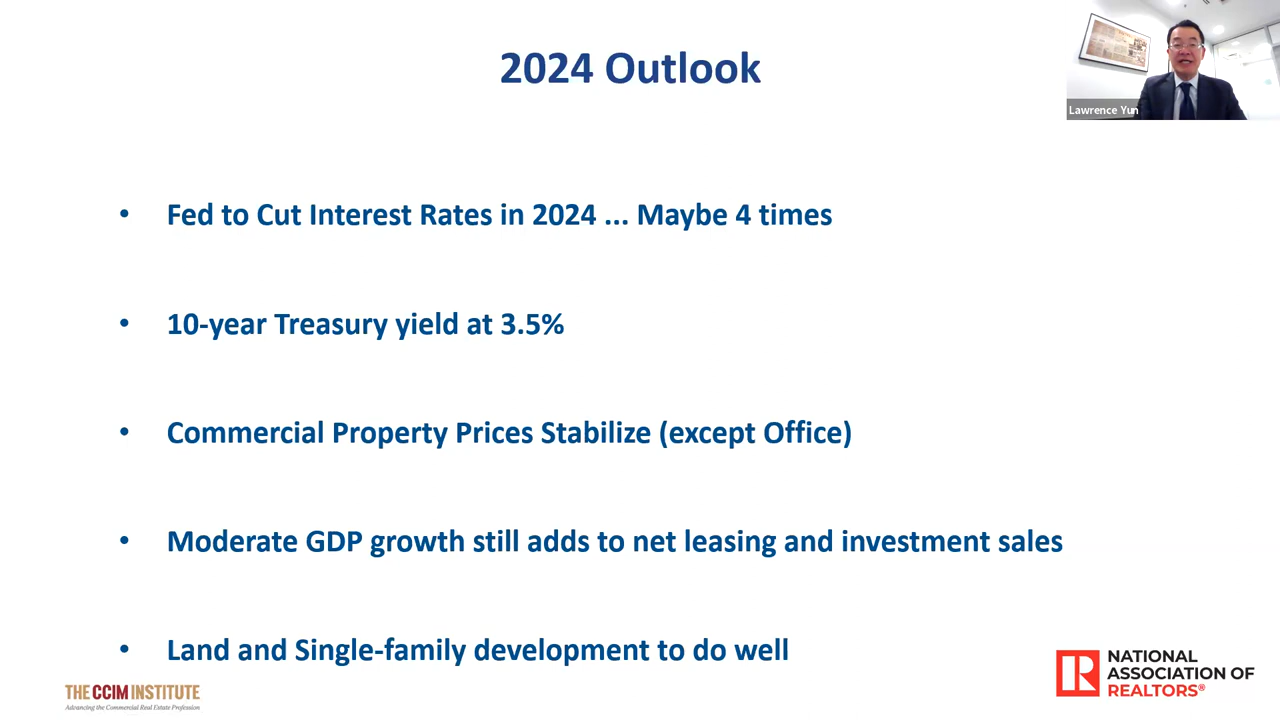 2024 Outlook
Lawrence Yun
• Fed to Cut Interest Rates in 2024 ... Maybe 4 times
• 10-year Treasury yield at 3.5%
• Commercial Property Prices Stabilize (except Office)
• Moderate GDP growth still adds to net leasing and investment sales
• Land and Single-family development to do well
THE CCIM INSTITUTE
Advancing the Commercial Real Estate Profession
NATIONAL
ASSOCIATION OF
REALTORS®